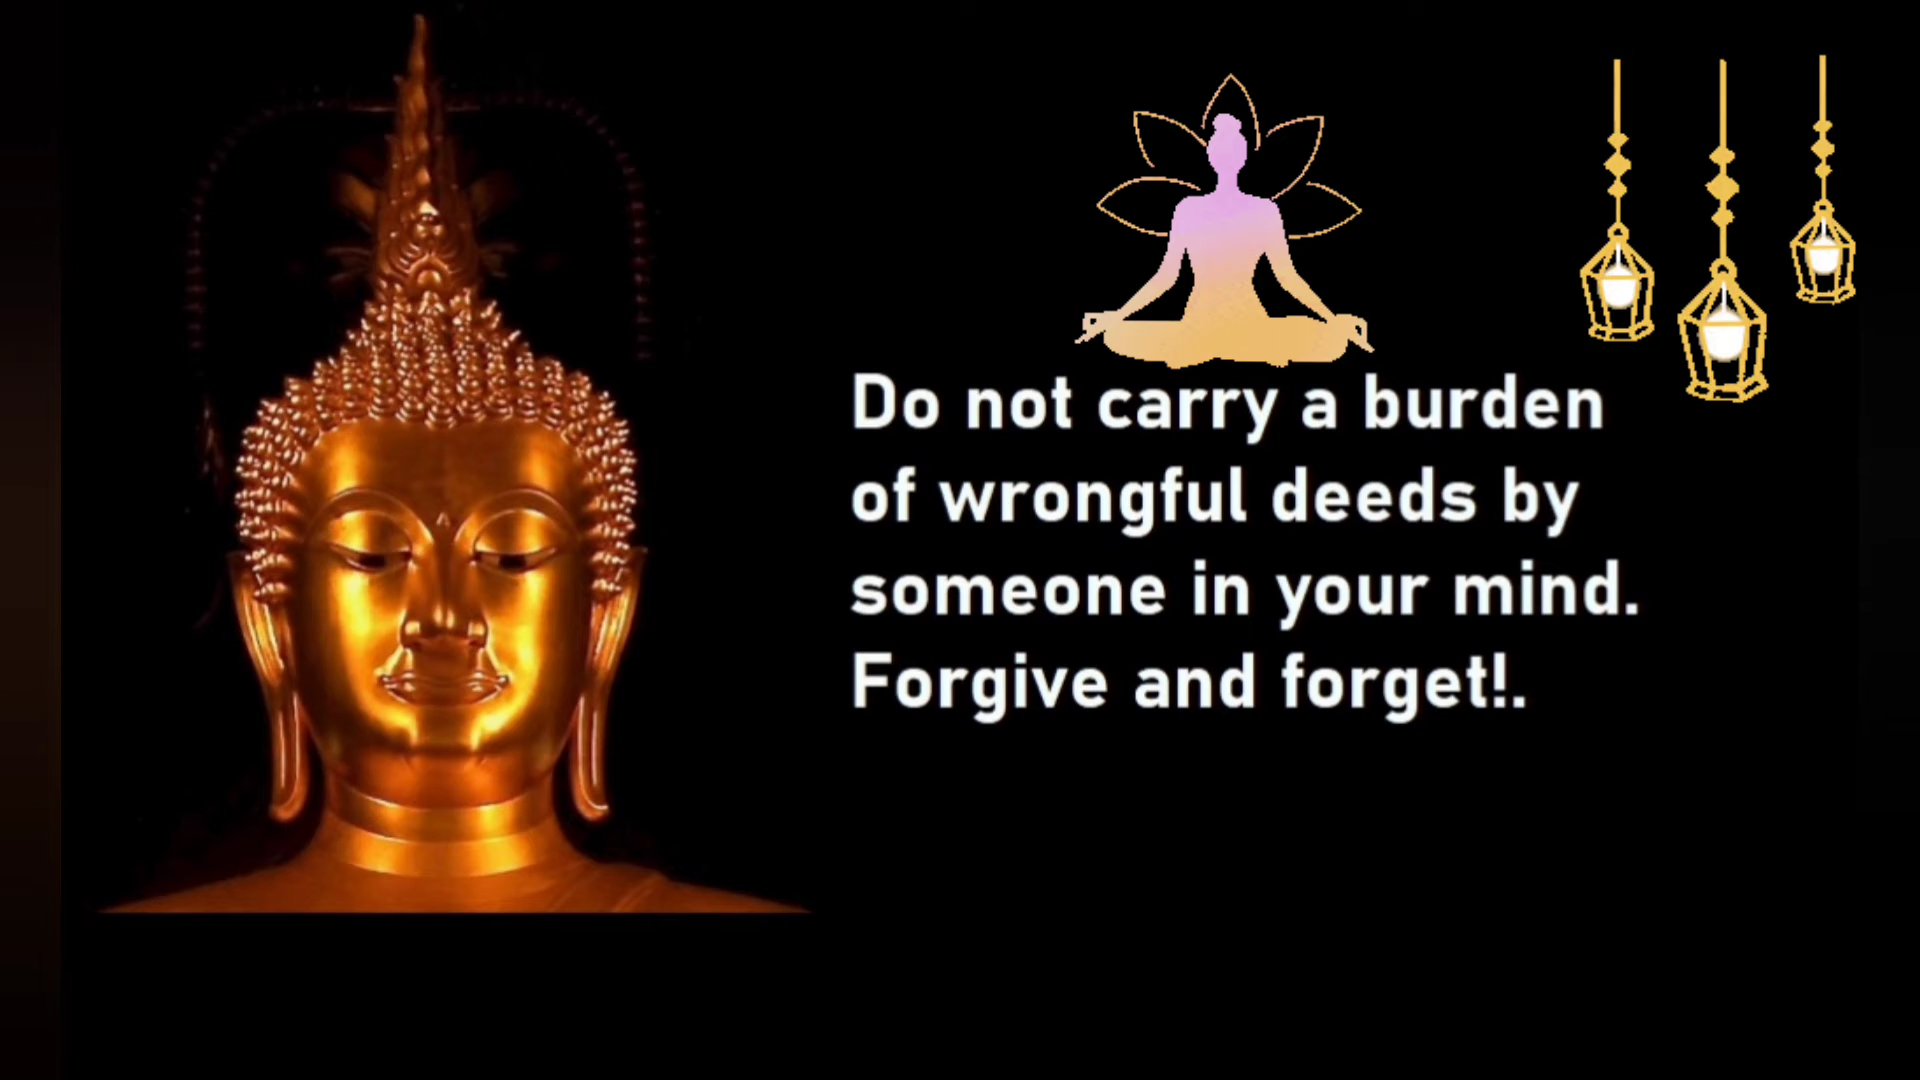 Do not carry a burden
of wrongful deeds by
someone in your mind.
Forgive and forget!.